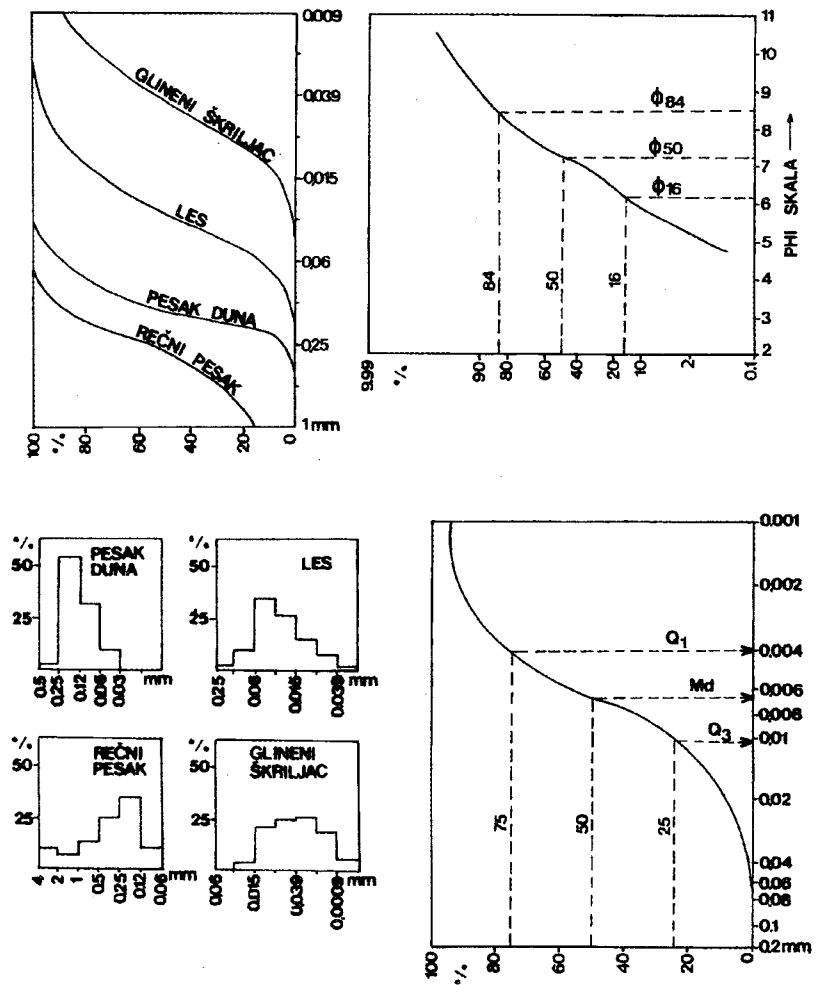 GLINENI ŠKRILJAC
LES
PESAK DUNA
REČNI PESAK
0.009
0.039
0,015
0,06
0,25
1 mm
100 % 80 60 40 20 0
ϕ84
ϕ50
ϕ16
84
50
16
11
10
9
8
7
6
5
4
3
2
PHI SKALA
9.99 % 90 80 60 40 20 10 2 0.1
%
50
25
PESAK
DUNA
0.5 0,25 0.12 0.06 0.03 mm
%
50
25
LES
0,25 0,06 0,015 0,039 mm
%
50
25
REČNI
PESAK
4 2 1 0,5 0,25 0,12 0,06 mm
%
50
25
GLINENI
ŠKRILJAC
0,06 0,015 0,039 0,0009 mm
Q1
Md
Q3
75
50
25
0.001
0,002
0,004
0,006
0,008
0,01
0,02
0,04
0,06
0,08
0,1
0,2mm
100 % 80 60 40 20 0